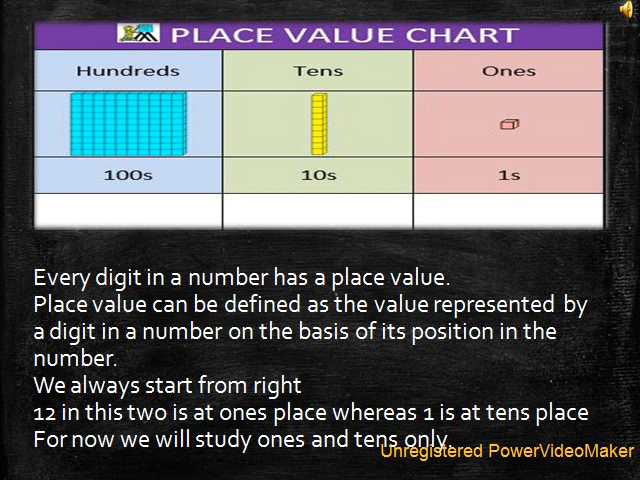 PLACE VALUE CHART
Hundreds Tens Ones
100s 10s 1s
Every digit in a number has a place value.
Place value can be defined as the value represented by
a digit in a number on the basis of its position in the
number.
We always start from right
12 in this two is at ones place whereas 1 is at tens place
For now we will study ones and tens only.
Unregistered PowerVideoMaker